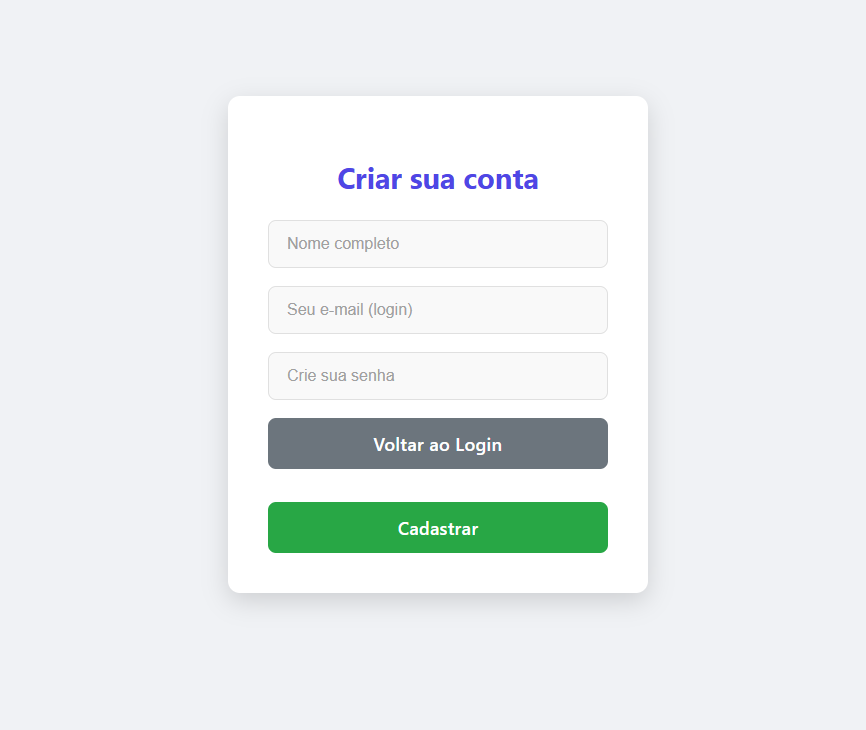 Criar sua conta
Nome completo
Seu e-mail (login)
Crie sua senha
Voltar ao Login
Cadastrar